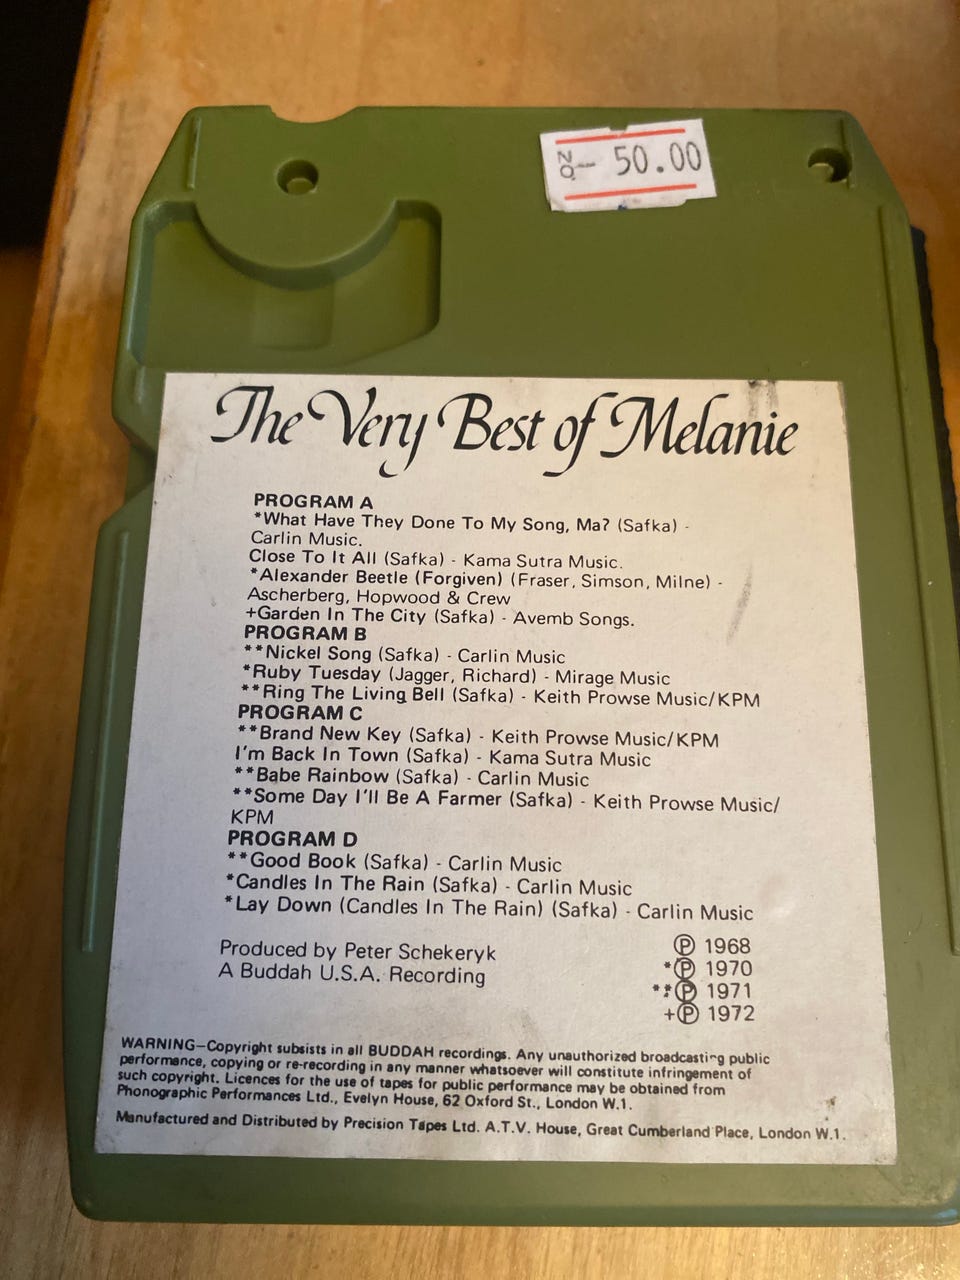 NO.- 50.00
The Very Best of Melanie
PROGRAM A
*What Have They Done To My Song, Ma? (Safka) -
Carlin Music.
Close To It All (Safka) - Kama Sutra Music.
*Alexander Beetle (Forgiven) (Fraser, Simson, Milne) -
Ascherberg, Hopwood & Crew
+Garden In The City (Safka) - Avemb Songs.
PROGRAM B
**Nickel Song (Safka) - Carlin Music
*Ruby Tuesday (Jagger, Richard) - Mirage Music
**Ring The Living Bell (Safka) - Keith Prowse Music/KPM
PROGRAM C
**Brand New Key (Safka) - Keith Prowse Music/KPM
I'm Back In Town (Safka) - Kama Sutra Music
**Babe Rainbow (Safka) - Carlin Music
**Some Day I'll Be A Farmer (Safka) - Keith Prowse Music/
KPM
PROGRAM D
**Good Book (Safka) - Carlin Music
*Candles In The Rain (Safka) - Carlin Music
*Lay Down (Candles In The Rain) (Safka) - Carlin Music
Produced by Peter Schekeryk
A Buddah U.S.A. Recording
℗ 1968
*℗ 1970
**℗ 1971
+℗ 1972
WARNING—Copyright subsists in all BUDDAH recordings. Any unauthorized broadcasting public
performance, copying or re-recording in any manner whatsoever will constitute infringement of
such copyright. Licences for the use of tapes for public performance may be obtained from
Phonographic Performances Ltd., Evelyn House, 62 Oxford St., London W.1.
Manufactured and Distributed by Precision Tapes Ltd. A.T.V. House, Great Cumberland Place, London W.1.